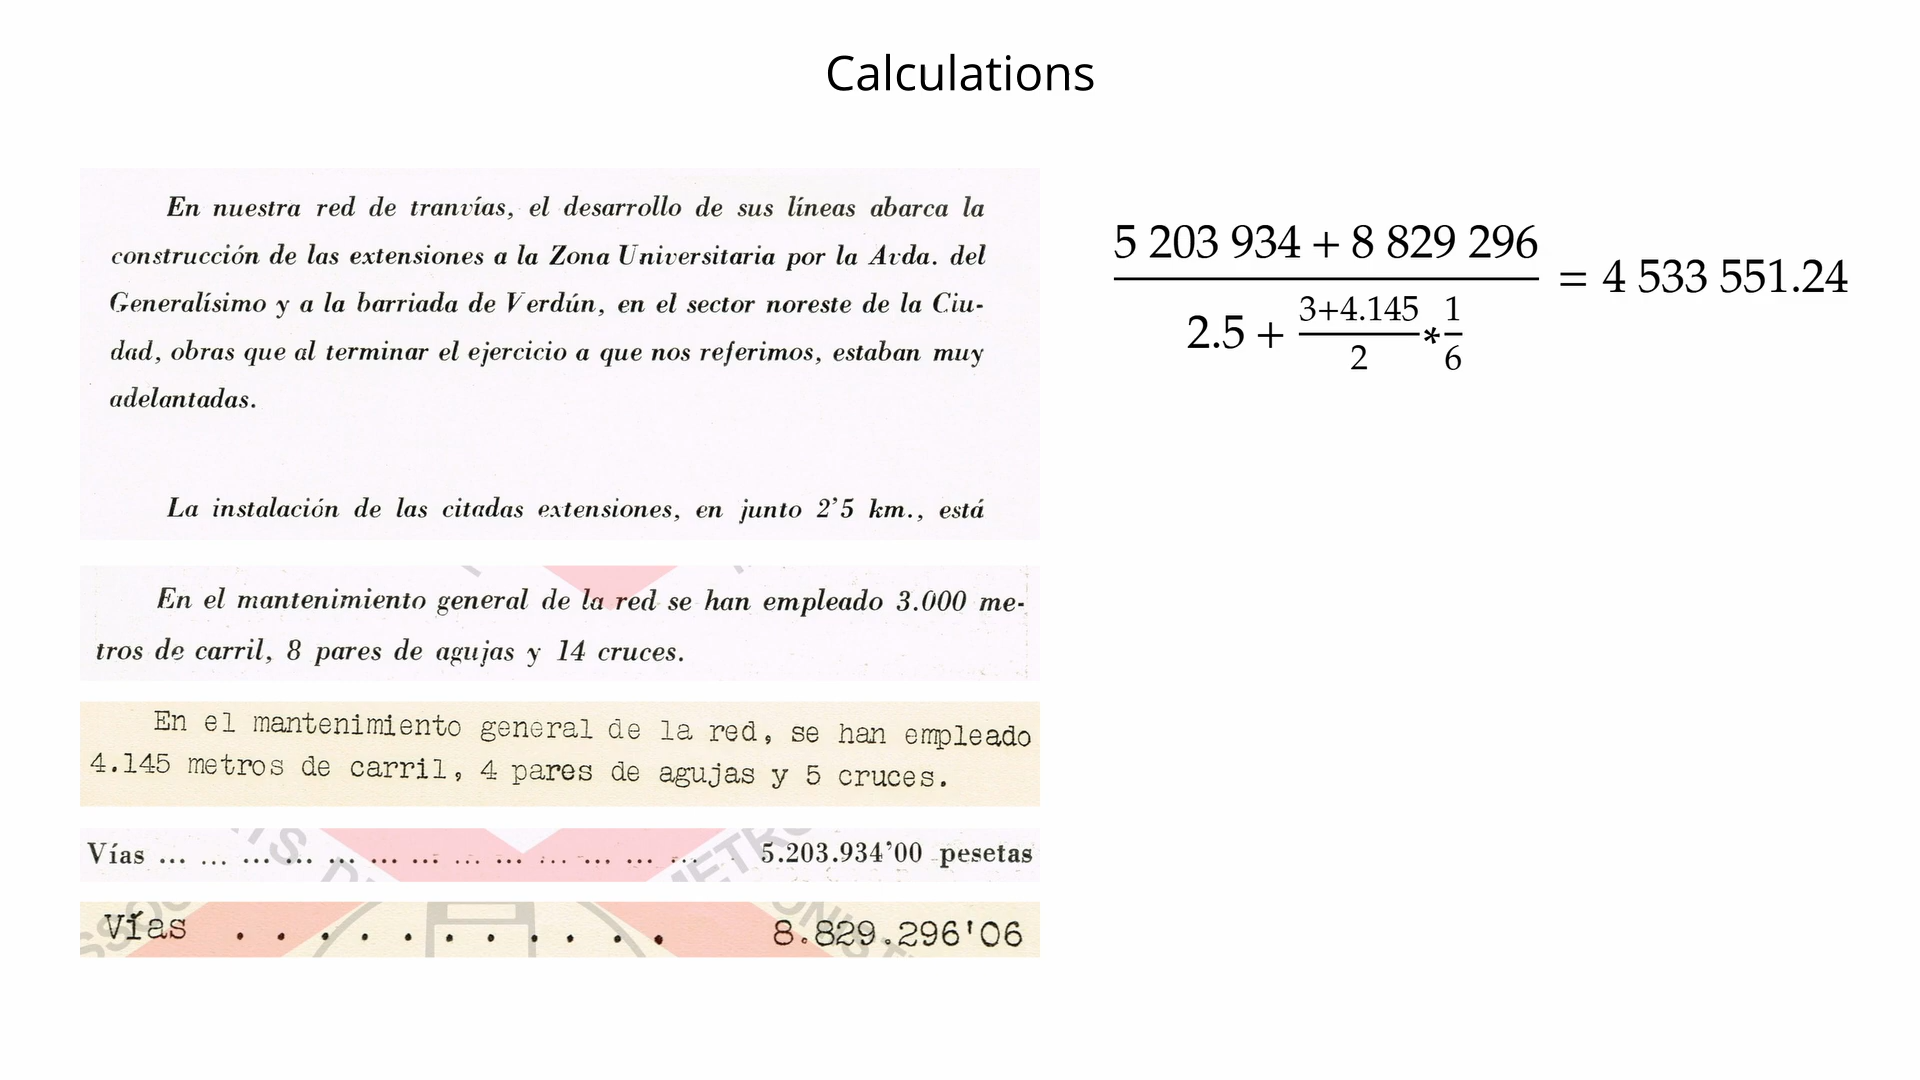 Calculations
En nuestra red de tranvías, el desarrollo de sus líneas abarca la
construcción de las extensiones a la Zona Universitaria por la Avda. del
Generalísimo y a la barriada de Verdún, en el sector noreste de la Ciu-
dad, obras que al terminar el ejercicio a que nos referimos, estaban muy
adelantadas.
La instalación de las citadas extensiones, en junto 2'5 km., está
En el mantenimiento general de la red se han empleado 3.000 me-
tros de carril, 8 pares de agujas y 14 cruces.
En el mantenimiento general de la red, se han empleado
4.145 metros de carril, 4 pares de agujas y 5 cruces.
Vías ... ... ... ... ... ... ... ... ... ... ... ... ... 5.203.934'00 pesetas
Vías . . . . . . . . . . . 8.829.296'06
5 203 934 + 8 829 296
= 4 533 551.24
2.5 + 3+4.145/2 * 1/6